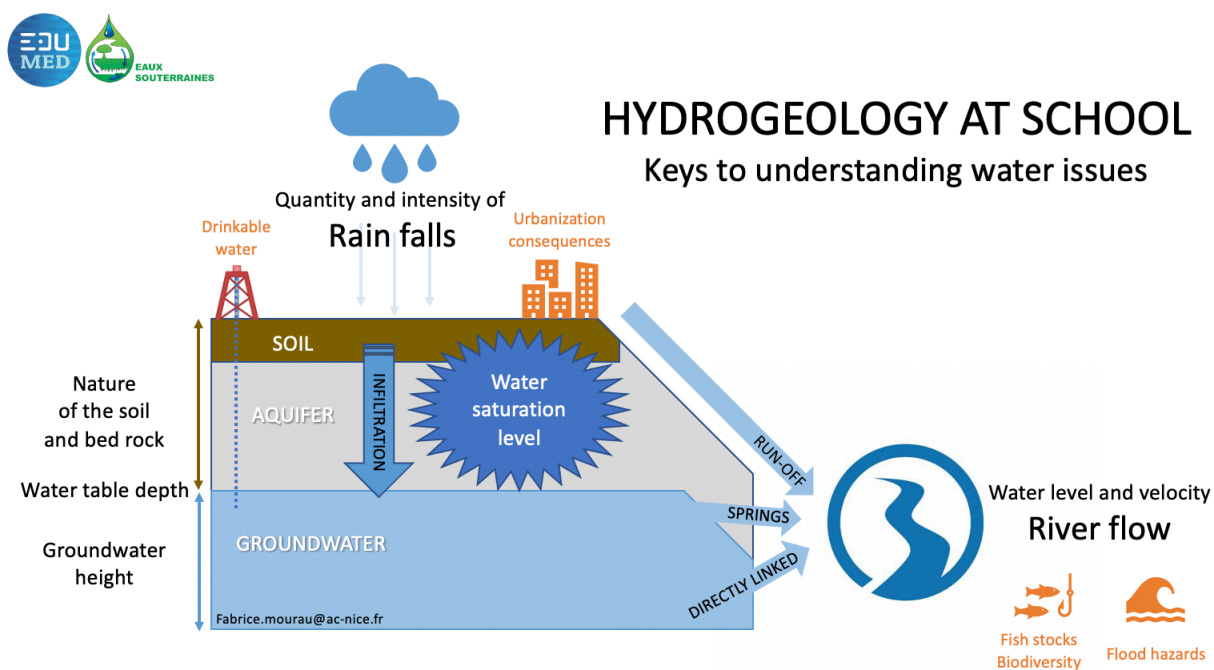 EDU
MED
EAUX
SOUTERRAINES
HYDROGEOLOGY AT SCHOOL
Keys to understanding water issues
Quantity and intensity of
Rain falls
Drinkable
water
Urbanization
consequences
SOIL
INFILTRATION
Water
saturation
level
AQUIFER
Nature
of the soil
and bed rock
RUN-OFF
Water table depth
SPRINGS
Water level and velocity
River flow
GROUNDWATER
Groundwater
height
DIRECTLY LINKED
Fabrice.mourau@ac-nice.fr
Fish stocks
Biodiversity
Flood hazards